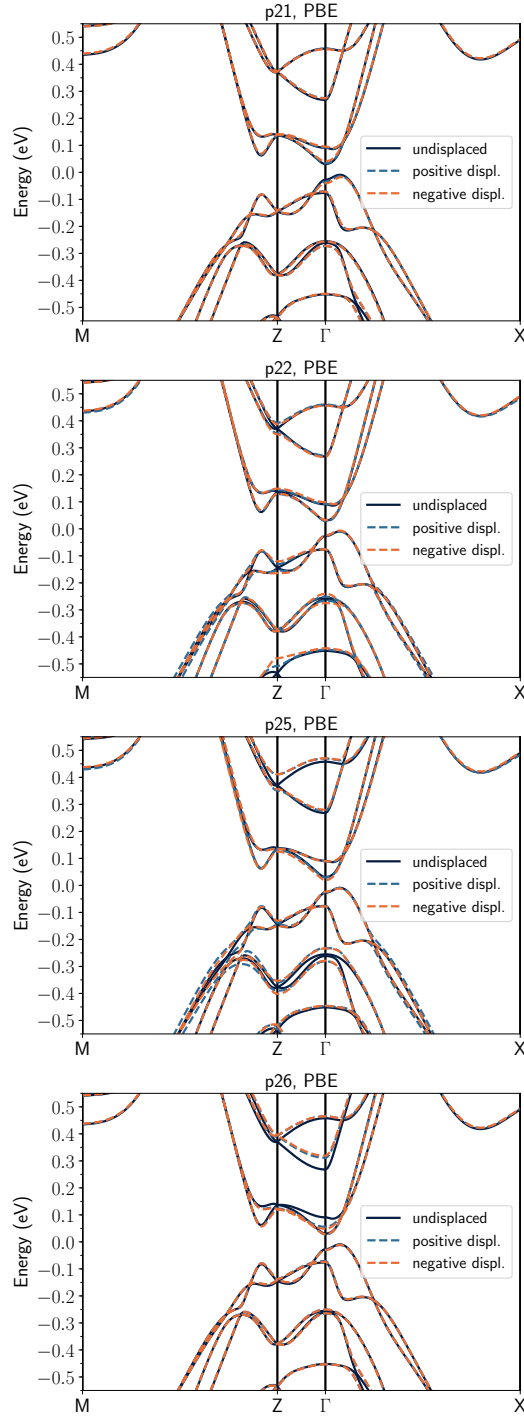 p21, PBE
Energy (eV)
0.5
0.4
0.3
0.2
0.1
0.0
−0.1
−0.2
−0.3
−0.4
−0.5
undisplaced
positive displ.
negative displ.
M Z Γ X
p22, PBE
Energy (eV)
0.5
0.4
0.3
0.2
0.1
0.0
−0.1
−0.2
−0.3
−0.4
−0.5
undisplaced
positive displ.
negative displ.
M Z Γ X
p25, PBE
Energy (eV)
0.5
0.4
0.3
0.2
0.1
0.0
−0.1
−0.2
−0.3
−0.4
−0.5
undisplaced
positive displ.
negative displ.
M Z Γ X
p26, PBE
Energy (eV)
0.5
0.4
0.3
0.2
0.1
0.0
−0.1
−0.2
−0.3
−0.4
−0.5
undisplaced
positive displ.
negative displ.
M Z Γ X